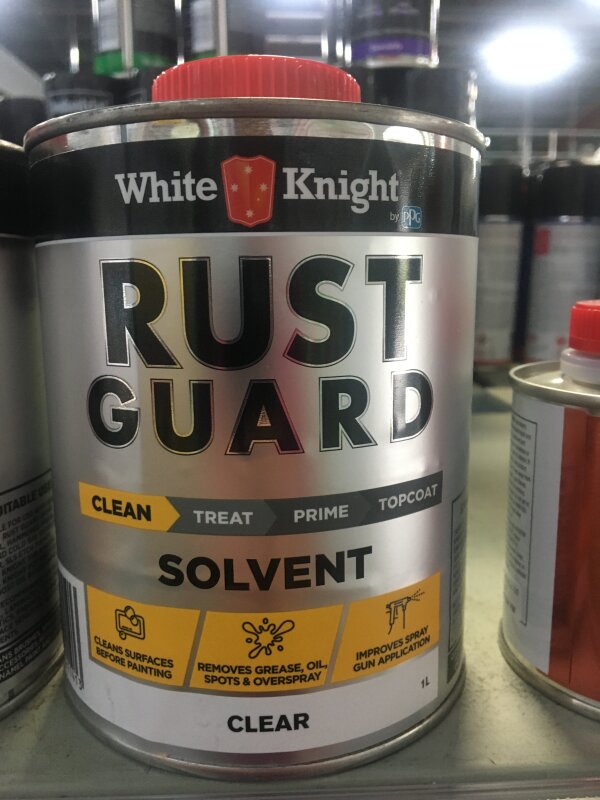 White Knight
by PPG
RUST
GUARD
CLEAN TREAT PRIME TOPCOAT
SOLVENT
CLEANS SURFACES
BEFORE PAINTING
REMOVES GREASE, OIL,
SPOTS & OVERSPRAY
IMPROVES SPRAY
GUN APPLICATION
1L
CLEAR